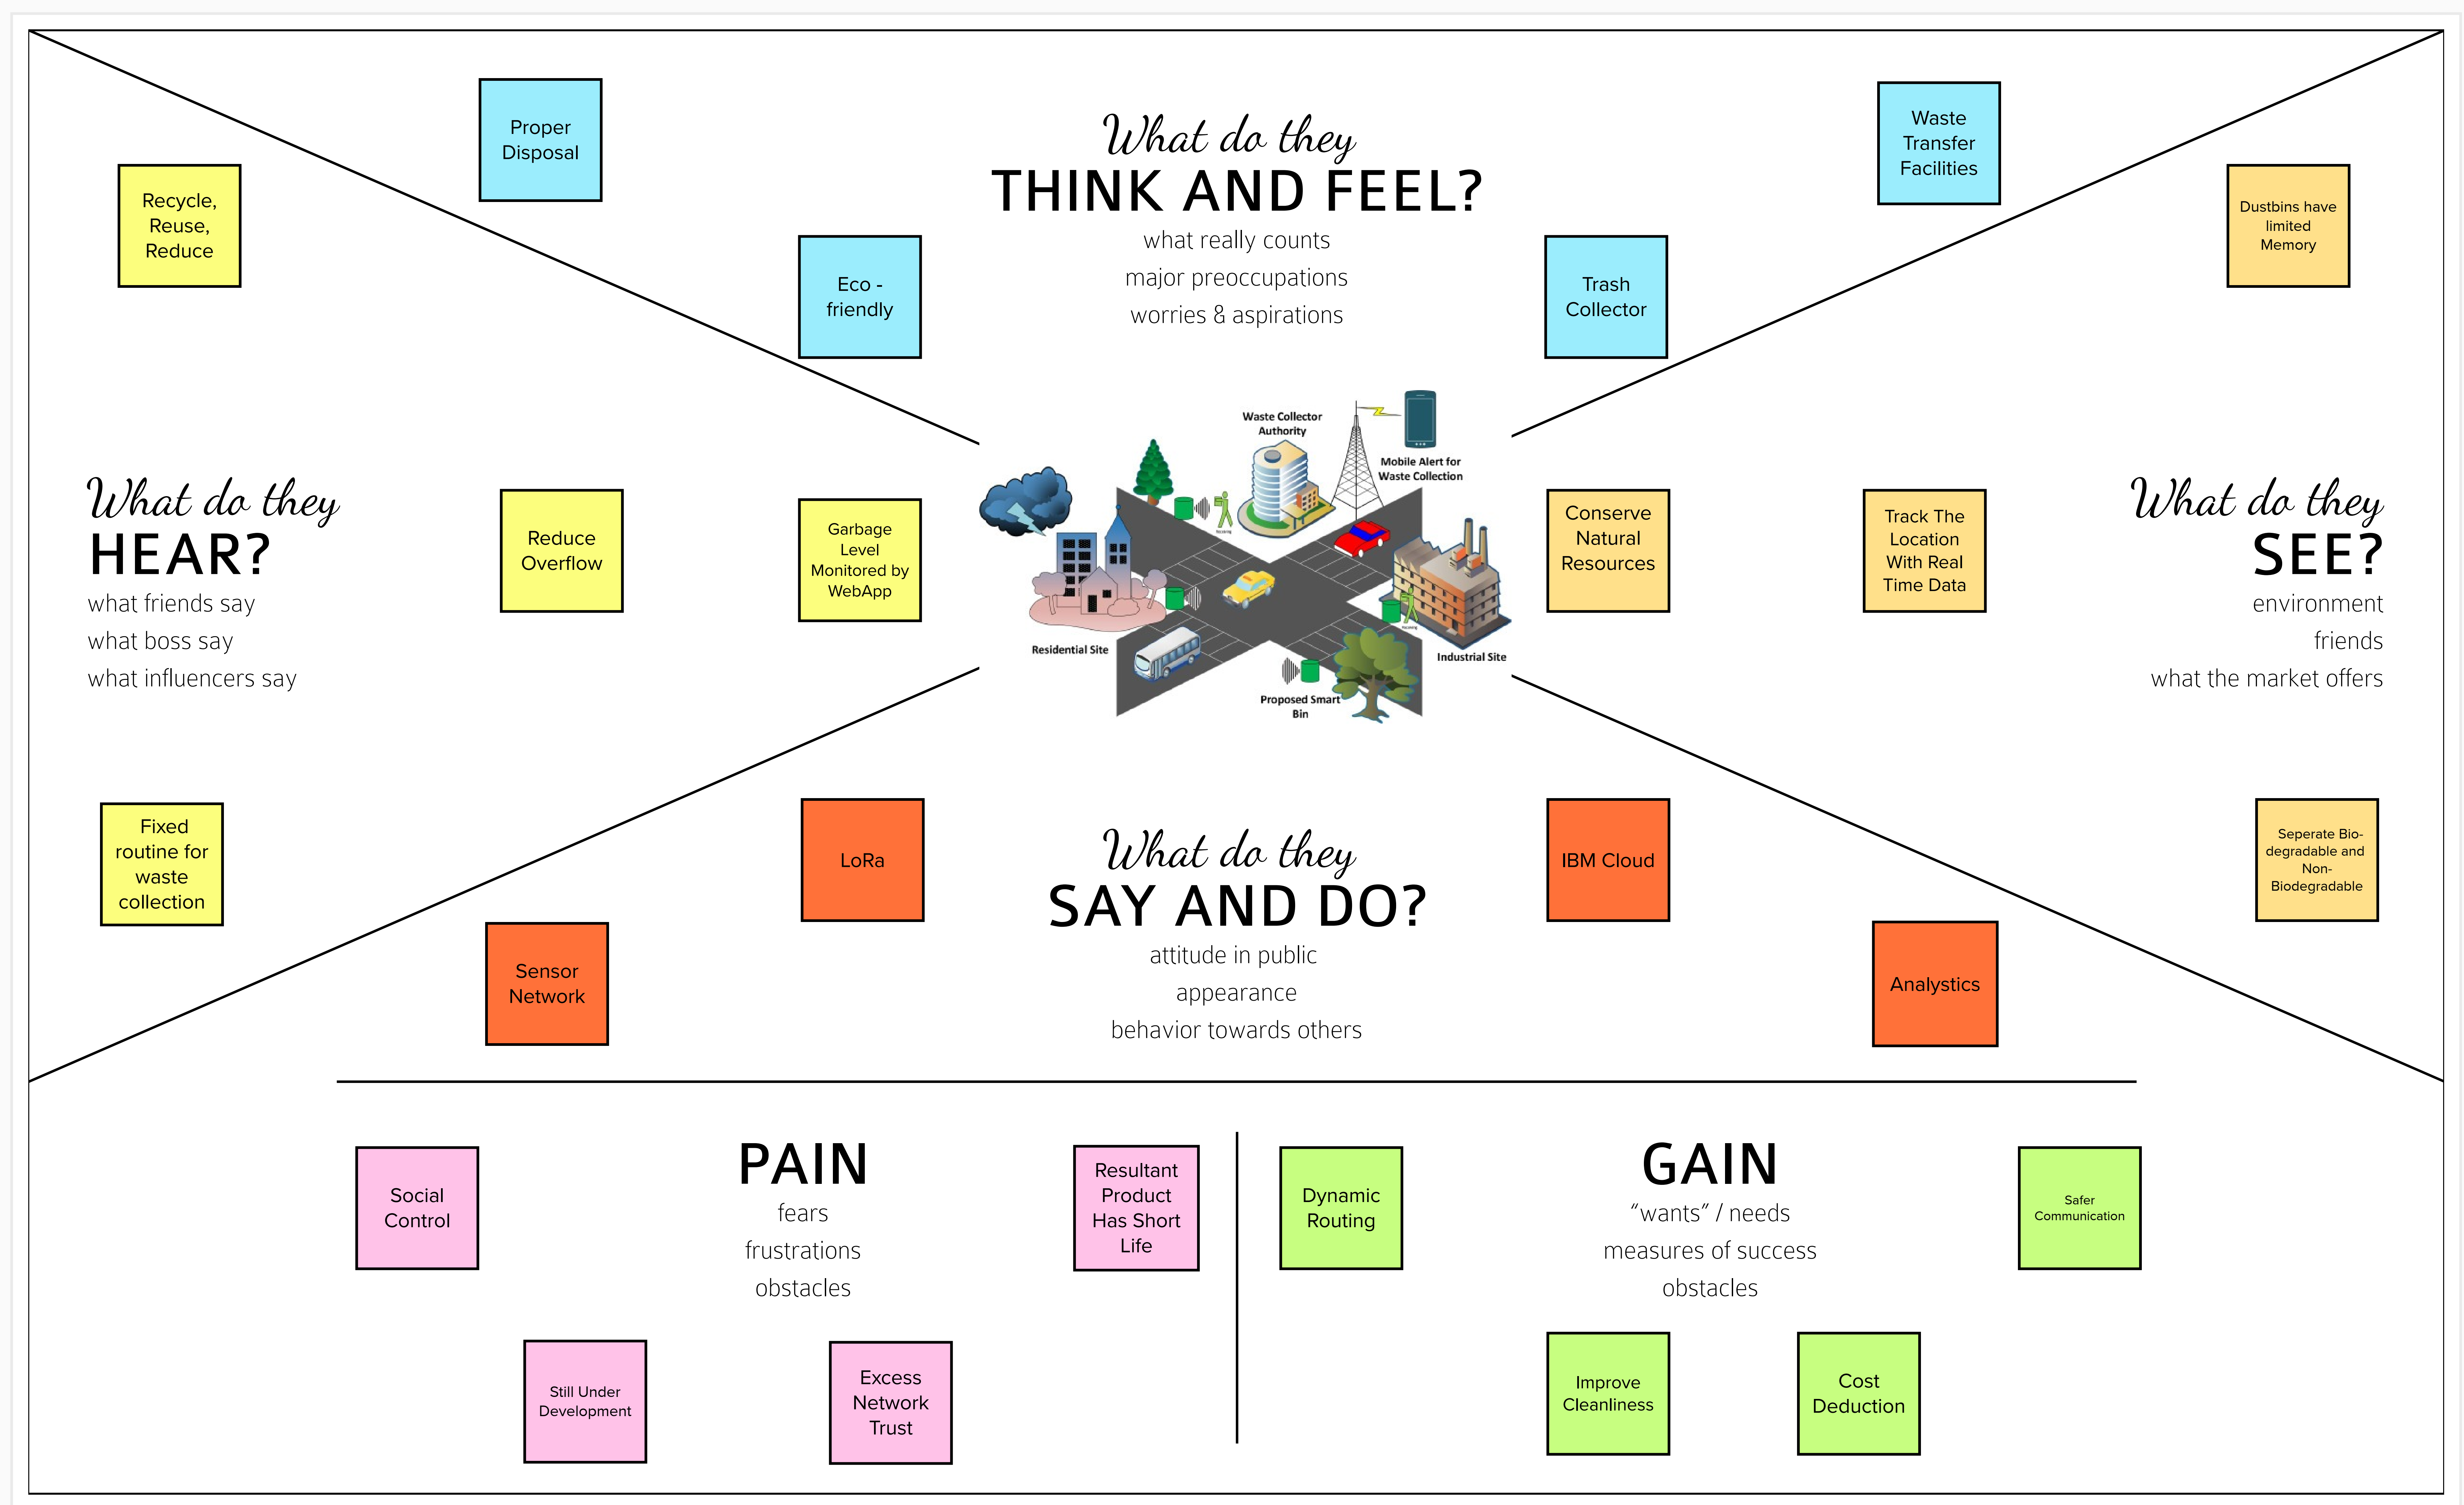 What do they
THINK AND FEEL?
what really counts
major preoccupations
worries & aspirations
Proper
Disposal
Eco -
friendly
Trash
Collector
Waste
Transfer
Facilities
Recycle,
Reuse,
Reduce
What do they
HEAR?
what friends say
what boss say
what influencers say
Reduce
Overflow
Garbage
Level
Monitored by
WebApp
Fixed
routine for
waste
collection
Waste Collector
Authority
Mobile Alert for
Waste Collection
Residential Site
Industrial Site
Proposed Smart
Bin
Dustbins have
limited
Memory
Conserve
Natural
Resources
Track The
Location
With Real
Time Data
What do they
SEE?
environment
friends
what the market offers
Seperate Bio-
degradable and
Non-
Biodegradable
What do they
SAY AND DO?
attitude in public
appearance
behavior towards others
Sensor
Network
LoRa
IBM Cloud
Analystics
PAIN
fears
frustrations
obstacles
Social
Control
Resultant
Product
Has Short
Life
Still Under
Development
Excess
Network
Trust
GAIN
“wants” / needs
measures of success
obstacles
Dynamic
Routing
Safer
Communication
Improve
Cleanliness
Cost
Deduction